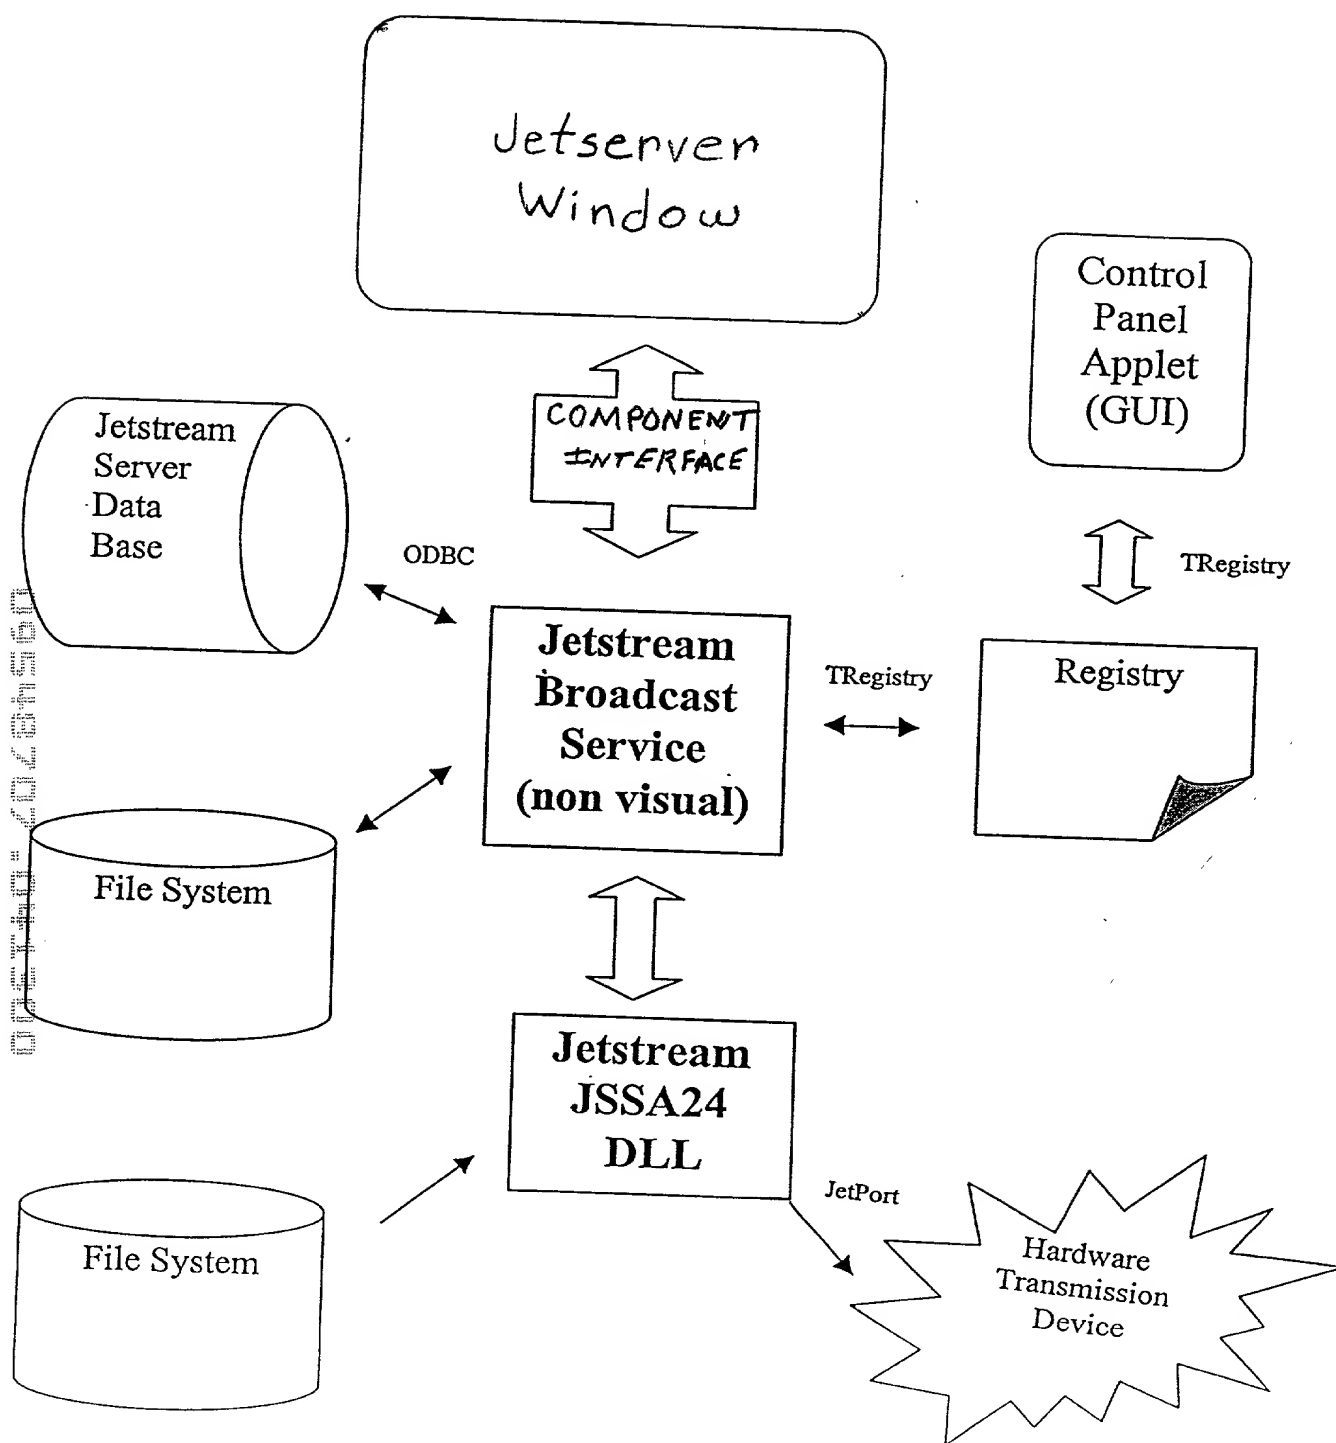 Jetserver
Window
Control
Panel
Applet
(GUI)
COMPONENT
INTERFACE
Jetstream
Server
Data
Base
ODBC
TRegistry
Jetstream
Broadcast
Service
(non visual)
TRegistry
Registry
File System
Jetstream
JSSA24
DLL
JetPort
File System
Hardware
Transmission
Device